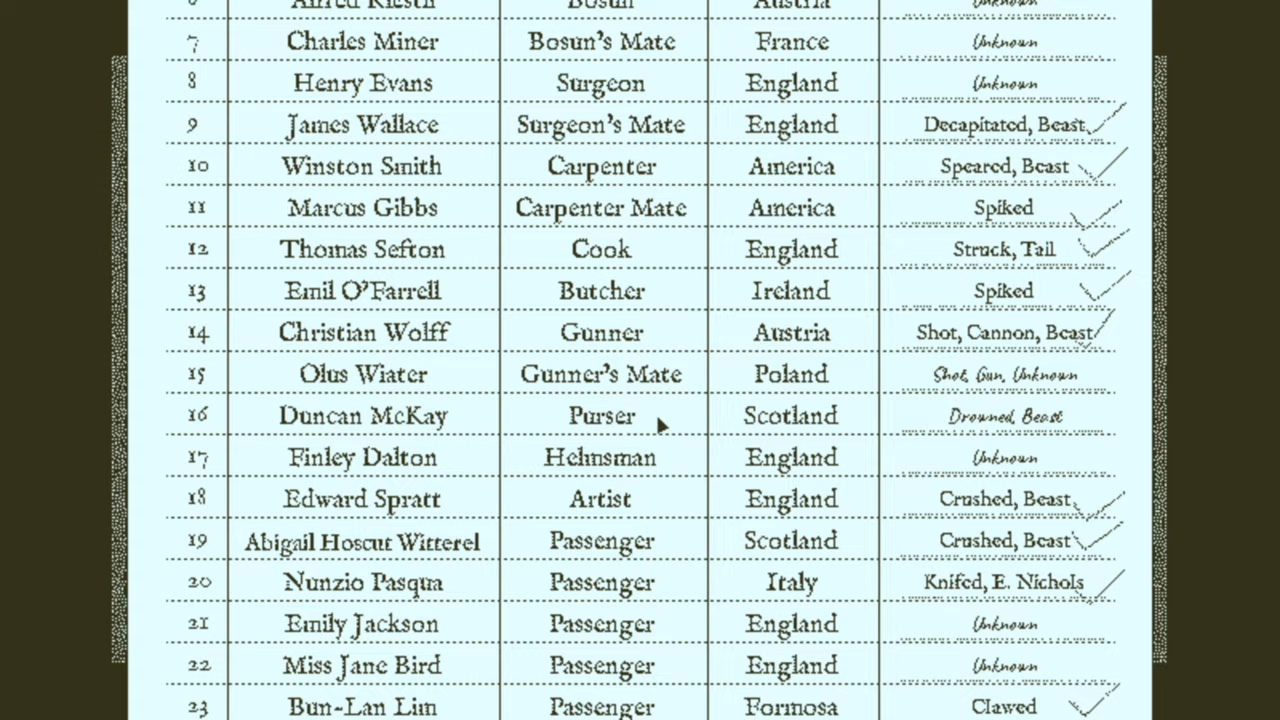 Alfred Klestil Bosun Austria Unknown
7 Charles Miner Bosun's Mate France Unknown
8 Henry Evans Surgeon England Unknown
9 James Wallace Surgeon's Mate England Decapitated, Beast
10 Winston Smith Carpenter America Speared, Beast
11 Marcus Gibbs Carpenter Mate America Spiked
12 Thomas Sefton Cook England Struck, Tail
13 Emil O'Farrell Butcher Ireland Spiked
14 Christian Wolff Gunner Austria Shot, Cannon, Beast
15 Olus Wiater Gunner's Mate Poland Shot, Gun, Unknown
16 Duncan McKay Purser Scotland Drowned, Beast
17 Finley Dalton Helmsman England Unknown
18 Edward Spratt Artist England Crushed, Beast
19 Abigail Hoscut Witterel Passenger Scotland Crushed, Beast
20 Nunzio Pasqua Passenger Italy Knifed, E. Nichols
21 Emily Jackson Passenger England Unknown
22 Miss Jane Bird Passenger England Unknown
23 Bun-Lan Lim Passenger Formosa Clawed